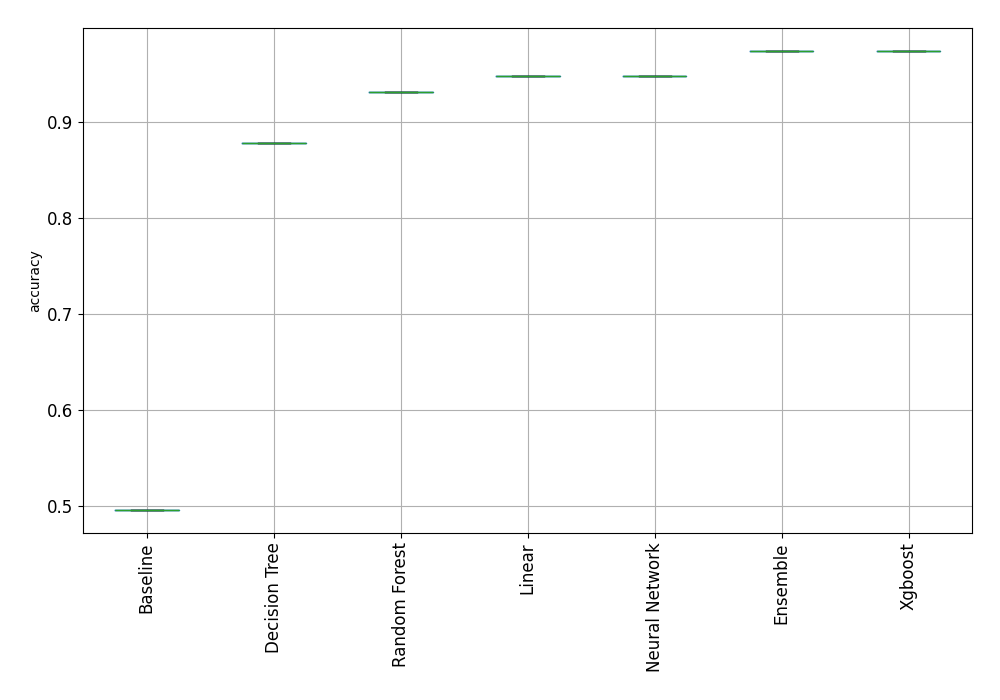 accuracy
0.9
0.8
0.7
0.6
0.5
Baseline
Decision Tree
Random Forest
Linear
Neural Network
Ensemble
Xgboost